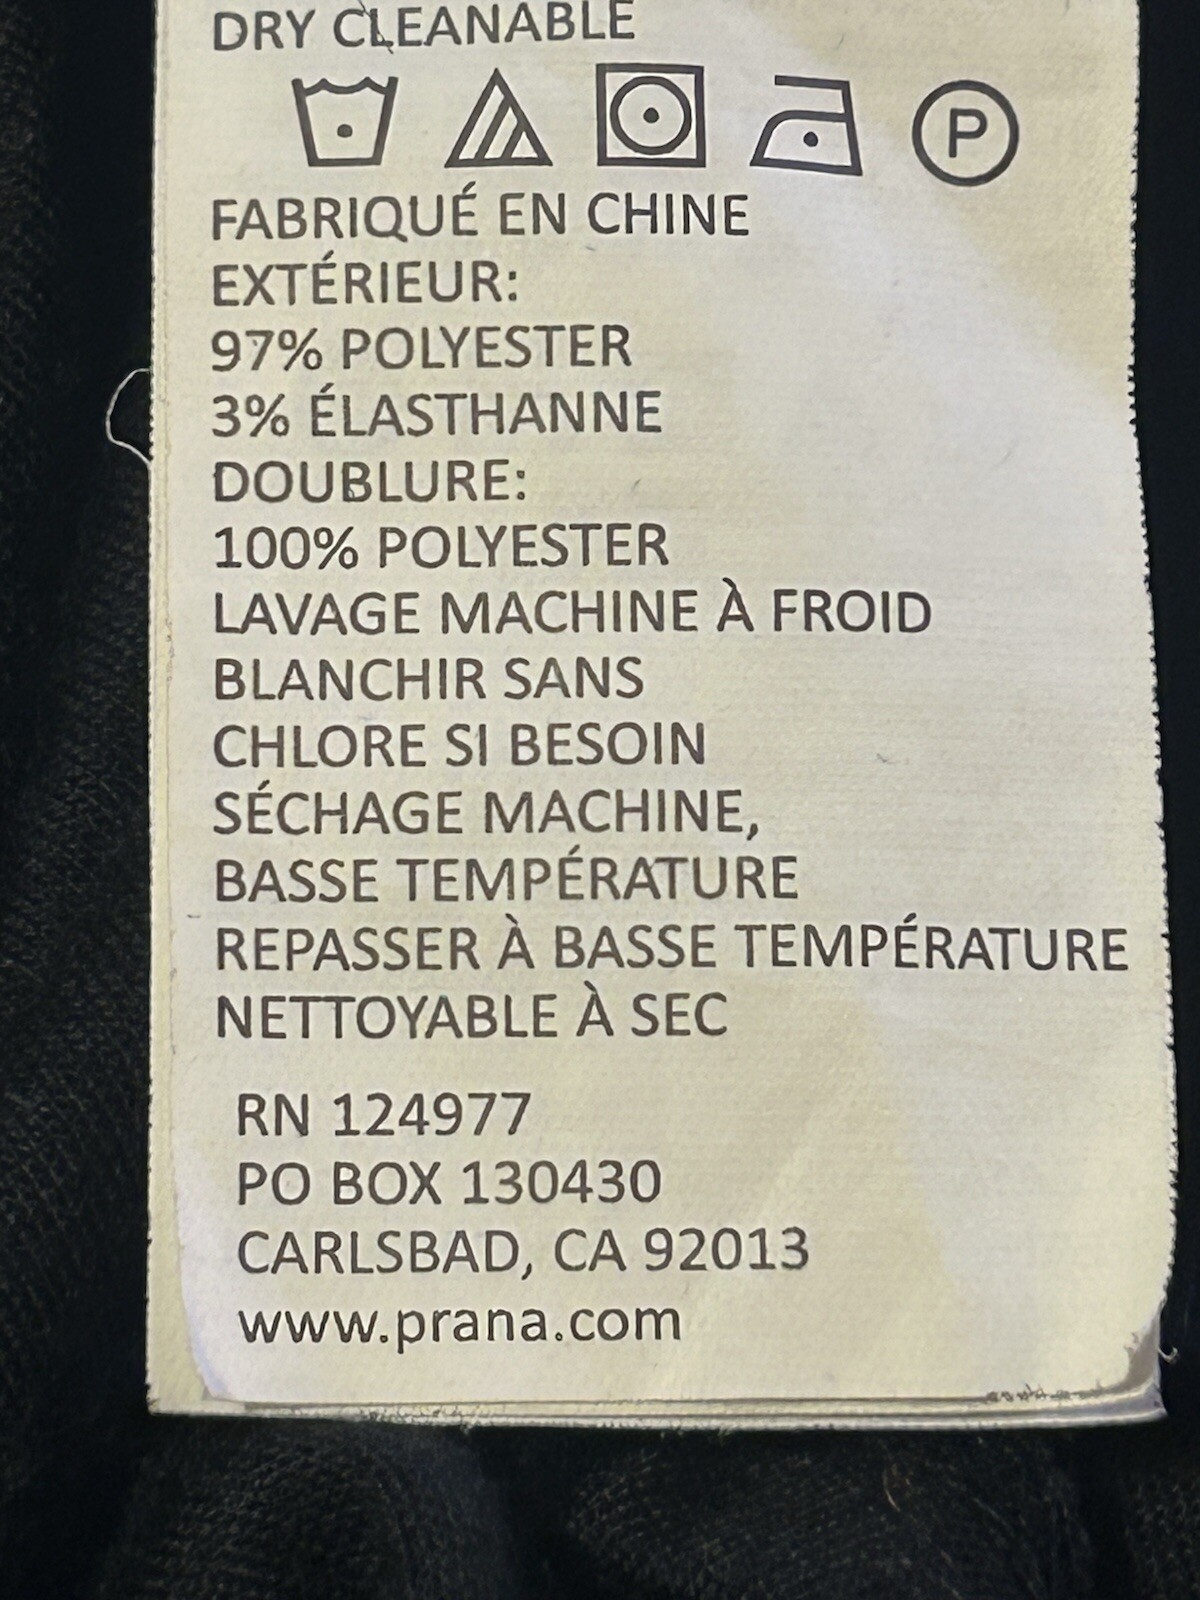 DRY CLEANABLE
P
FABRIQUÉ EN CHINE
EXTÉRIEUR:
97% POLYESTER
3% ÉLASTHANNE
DOUBLURE:
100% POLYESTER
LAVAGE MACHINE À FROID
BLANCHIR SANS
CHLORE SI BESOIN
SÉCHAGE MACHINE,
BASSE TEMPÉRATURE
REPASSER À BASSE TEMPÉRATURE
NETTOYABLE À SEC
RN 124977
PO BOX 130430
CARLSBAD, CA 92013
www.prana.com